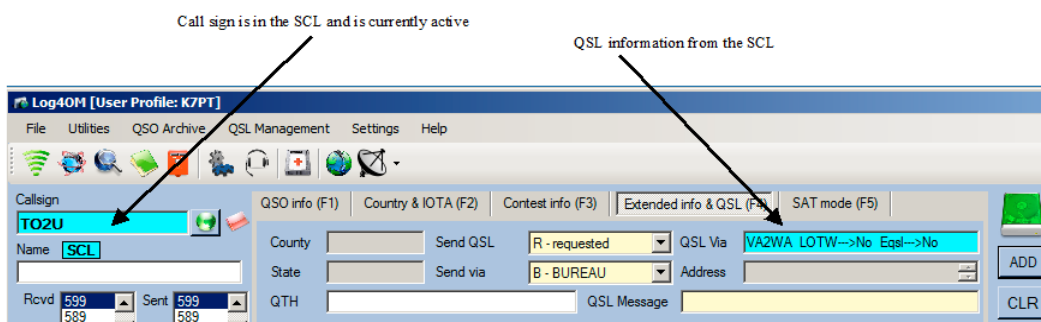 Call sign is in the SCL and is currently active
QSL information from the SCL
Log4OM [User Profile: K7PT]
File Utilities QSO Archive QSL Management Settings Help
Callsign
TO2U
Name SCL
Rcvd 599 Sent 599
589 589
QSO info (F1) Country & IOTA (F2) Contest info (F3) Extended info & QSL (F4) SAT mode (F5)
County Send QSL R - requested QSL Via VA2WA LOTW--->No Eqsl--->No
State Send via B - BUREAU Address
QTH QSL Message
ADD
CLR